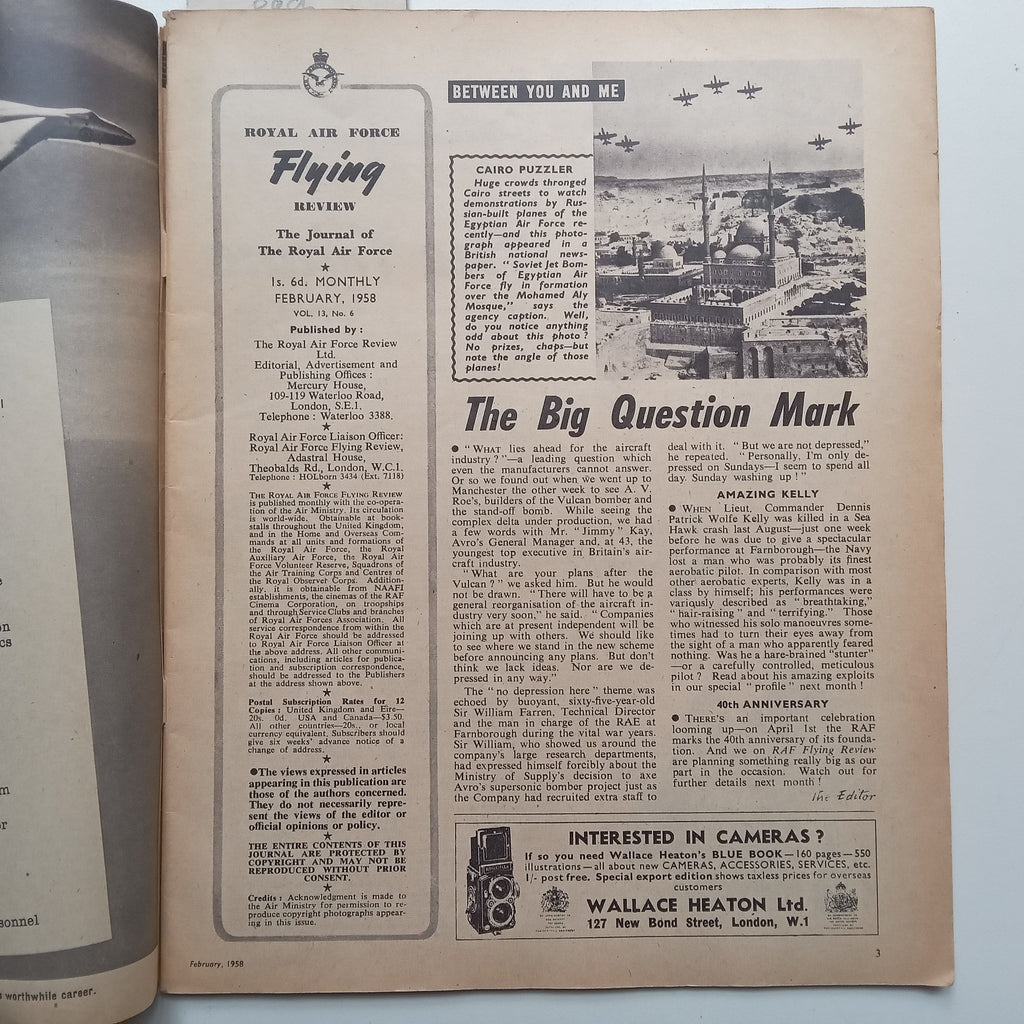 ROYAL AIR FORCE
Flying
REVIEW
The Journal of
The Royal Air Force
1s. 6d. MONTHLY
FEBRUARY, 1958
VOL. 13, No. 6
Published by :
The Royal Air Force Review
Ltd.
Editorial, Advertisement and
Publishing Offices :
Mercury House,
109-119 Waterloo Road,
London, S.E.1.
Telephone : Waterloo 3388.
Royal Air Force Liaison Officer:
Royal Air Force Flying Review,
Adastral House,
Theobalds Rd., London, W.C.1.
Telephone : HOLborn 3434 (Ext. 7118)
THE ROYAL AIR FORCE FLYING REVIEW
is published monthly with the co-opera-
tion of the Air Ministry. Its circulation
is world-wide. Obtainable at book-
stalls throughout the United Kingdom,
and in the Home and Overseas Com-
mands at all units and formations of
the Royal Air Force, the Royal
Auxiliary Air Force, the Royal Air
Force Volunteer Reserve, Squadrons of
the Air Training Corps and Centres of
the Royal Observer Corps. Addition-
ally, it is obtainable from NAAFI
establishments, the cinemas of the RAF
Cinema Corporation, on troopships
and through Service Clubs and branches
of Royal Air Forces Association. All
service correspondence from within the
Royal Air Force should be addressed
to Royal Air Force Liaison Officer at
the above address. All other communi-
cations, including articles for publica-
tion and subscription correspondence,
should be addressed to the Publishers
at the address shown above.
Postal Subscription Rates for 12
Copies : United Kingdom and Eire—
20s. 0d. USA and Canada—$3.50.
All other countries—20s., or local
currency equivalent. Subscribers should
give six weeks' advance notice of a
change of address.
●The views expressed in articles
appearing in this publication are
those of the authors concerned.
They do not necessarily repre-
sent the views of the editor or
official opinions or policy.
THE ENTIRE CONTENTS OF THIS
JOURNAL ARE PROTECTED BY
COPYRIGHT AND MAY NOT BE
REPRODUCED WITHOUT PRIOR
CONSENT.
Credits : Acknowledgment is made to
the Air Ministry for permission to re-
produce copyright photographs appear-
ing in this issue.
BETWEEN YOU AND ME
CAIRO PUZZLER
Huge crowds thronged
Cairo streets to watch
demonstrations by Rus-
sian-built planes of the
Egyptian Air Force re-
cently—and this photo-
graph appeared in a
British national news-
paper. " Soviet Jet Bom-
bers of Egyptian Air
Force fly in formation
over the Mohamed Aly
Mosque," says the
agency caption. Well,
do you notice anything
odd about this photo ?
No prizes, chaps—but
note the angle of those
planes!
The Big Question Mark
● " WHAT lies ahead for the aircraft
industry ? "—a leading question which
even the manufacturers cannot answer.
Or so we found out when we went up to
Manchester the other week to see A. V.
Roe's, builders of the Vulcan bomber and
the stand-off bomb. While seeing the
complex delta under production, we had
a few words with Mr. " Jimmy " Kay,
Avro's General Manager and, at 43, the
youngest top executive in Britain's air-
craft industry.
" What are your plans after the
Vulcan ? " we asked him. But he would
not be drawn. " There will have to be a
general reorganisation of the aircraft in-
dustry very soon," he said. " Companies
which are at present independent will be
joining up with others. We should like
to see where we stand in the new scheme
before announcing any plans. But don't
think we lack ideas. Nor are we de-
pressed in any way."
The " no depression here " theme was
echoed by buoyant, sixty-five-year-old
Sir William Farren, Technical Director
and the man in charge of the RAE at
Farnborough during the vital war years.
Sir William, who showed us around the
company's large research departments,
had expressed himself forcibly about the
Ministry of Supply's decision to axe
Avro's supersonic bomber project just as
the Company had recruited extra staff to
deal with it. " But we are not depressed,"
he repeated. " Personally, I'm only de-
pressed on Sundays—I seem to spend all
day Sunday washing up ! "
AMAZING KELLY
● WHEN Lieut. Commander Dennis
Patrick Wolfe Kelly was killed in a Sea
Hawk crash last August—just one week
before he was due to give a spectacular
performance at Farnborough—the Navy
lost a man who was probably its finest
aerobatic pilot. In comparison with most
other aerobatic experts, Kelly was in a
class by himself; his performances were
variously described as " breathtaking,"
" hair-raising " and " terrifying." Those
who witnessed his solo manoeuvres some-
times had to turn their eyes away from
the sight of a man who apparently feared
nothing. Was he a hare-brained "stunter"
—or a carefully controlled, meticulous
pilot ? Read about his amazing exploits
in our special " profile " next month !
40th ANNIVERSARY
● THERE'S an important celebration
looming up—on April 1st the RAF
marks the 40th anniversary of its founda-
tion. And we on RAF Flying Review
are planning something really big as our
part in the occasion. Watch out for
further details next month !
The Editor
INTERESTED IN CAMERAS ?
If so you need Wallace Heaton's BLUE BOOK — 160 pages — 550
illustrations — all about new CAMERAS, ACCESSORIES, SERVICES, etc.
1/- post free. Special export edition shows taxless prices for overseas
customers
WALLACE HEATON Ltd.
127 New Bond Street, London, W.1
February, 1958
3
sonnel
worthwhile career.